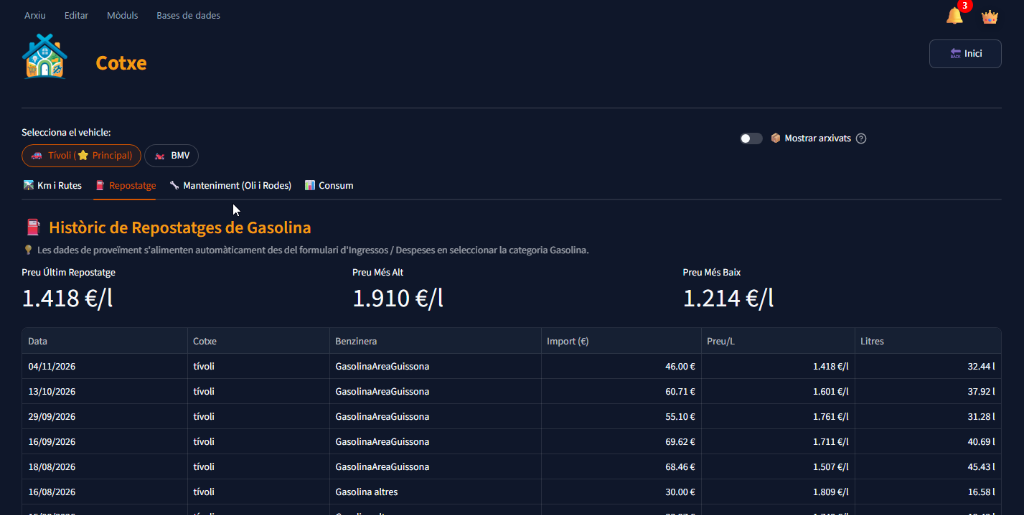 Arxiu Editar Mòduls Bases de dades
3
Cotxe
BACK Inici
Selecciona el vehicle:
Tívoli (⭐ Principal) BMV
Mostrar arxivats ?
Km i Rutes Repostatge Manteniment (Oli i Rodes) Consum
Històric de Repostatges de Gasolina
Les dades de proveïment s'alimenten automàticament des del formulari d'Ingressos / Despeses en seleccionar la categoria Gasolina.
Preu Últim Repostatge Preu Més Alt Preu Més Baix
1.418 €/l 1.910 €/l 1.214 €/l
Data Cotxe Benzinera Import (€) Preu/L Litres
04/11/2026 tívoli GasolinaAreaGuissona 46.00 € 1.418 €/l 32.44 l
13/10/2026 tívoli GasolinaAreaGuissona 60.71 € 1.601 €/l 37.92 l
29/09/2026 tívoli GasolinaAreaGuissona 55.10 € 1.761 €/l 31.28 l
16/09/2026 tívoli GasolinaAreaGuissona 69.62 € 1.711 €/l 40.69 l
18/08/2026 tívoli GasolinaAreaGuissona 68.46 € 1.507 €/l 45.43 l
16/08/2026 tívoli Gasolina altres 30.00 € 1.809 €/l 16.58 l